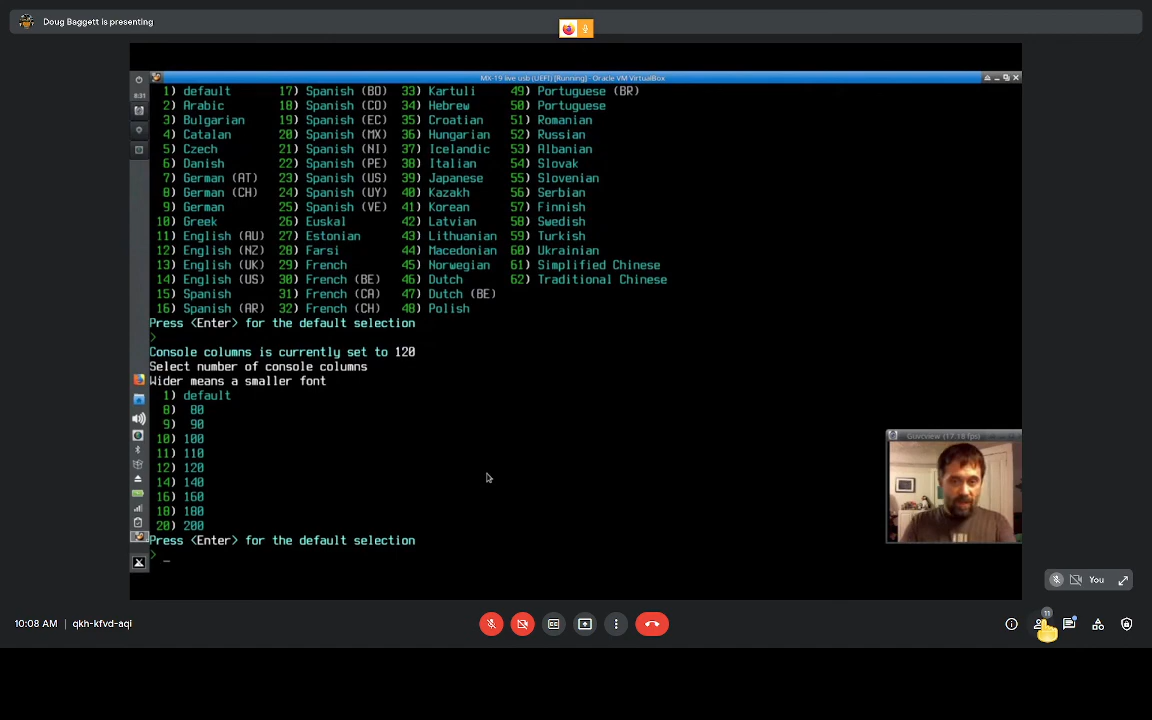 Doug Baggett is presenting
MX-19 live usb (UEFI) [Running] - Oracle VM VirtualBox
8:31
1) default 17) Spanish (BO) 33) Kartuli 49) Portuguese (BR)
2) Arabic 18) Spanish (CO) 34) Hebrew 50) Portuguese
3) Bulgarian 19) Spanish (EC) 35) Croatian 51) Romanian
4) Catalan 20) Spanish (MX) 36) Hungarian 52) Russian
5) Czech 21) Spanish (NI) 37) Icelandic 53) Albanian
6) Danish 22) Spanish (PE) 38) Italian 54) Slovak
7) German (AT) 23) Spanish (US) 39) Japanese 55) Slovenian
8) German (CH) 24) Spanish (UY) 40) Kazakh 56) Serbian
9) German 25) Spanish (VE) 41) Korean 57) Finnish
10) Greek 26) Euskal 42) Latvian 58) Swedish
11) English (AU) 27) Estonian 43) Lithuanian 59) Turkish
12) English (NZ) 28) Farsi 44) Macedonian 60) Ukrainian
13) English (UK) 29) French 45) Norwegian 61) Simplified Chinese
14) English (US) 30) French (BE) 46) Dutch 62) Traditional Chinese
15) Spanish 31) French (CA) 47) Dutch (BE)
16) Spanish (AR) 32) French (CH) 48) Polish
Press <Enter> for the default selection
>
Console columns is currently set to 120
Select number of console columns
Wider means a smaller font
1) default
8) 80
9) 90
10) 100
11) 110
12) 120
14) 140
16) 160
18) 180
20) 200
Press <Enter> for the default selection
> _
Guvcview (17.18 fps)
You
10:08 AM | qkh-kfvd-aqi
11